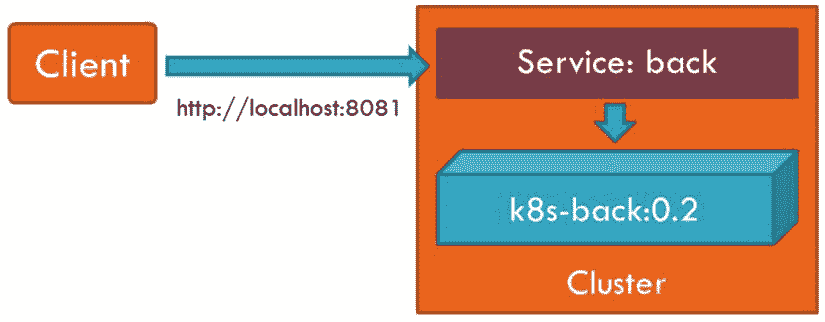 Client
http://localhost:8081
Service: back
k8s-back:0.2
Cluster